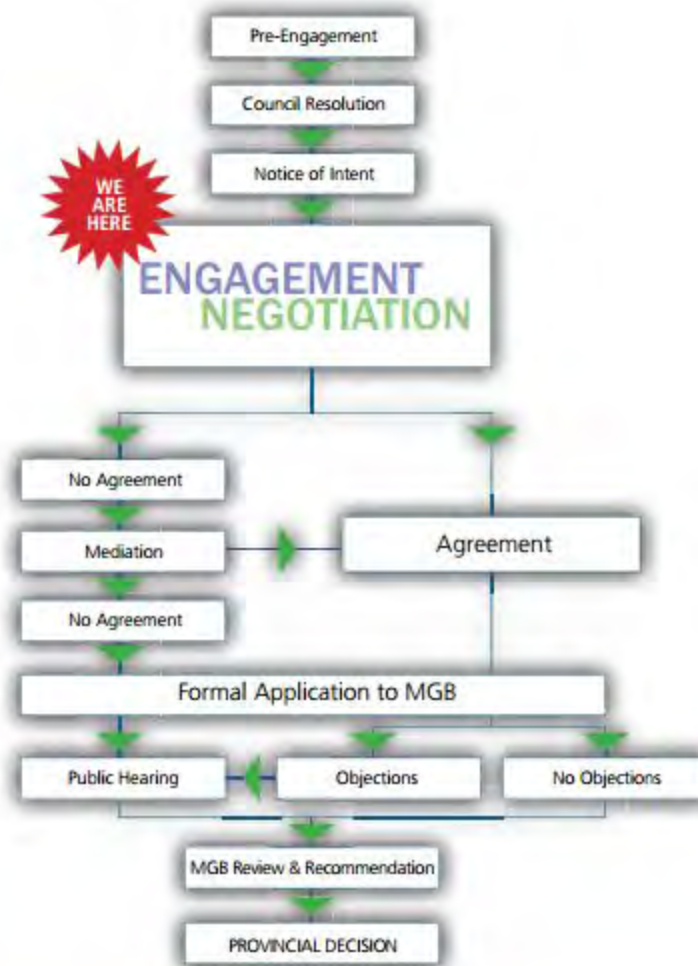 Pre-Engagement
Council Resolution
Notice of Intent
WE
ARE
HERE
ENGAGEMENT
NEGOTIATION
No Agreement
Mediation
Agreement
No Agreement
Formal Application to MGB
Public Hearing
Objections
No Objections
MGB Review & Recommendation
PROVINCIAL DECISION